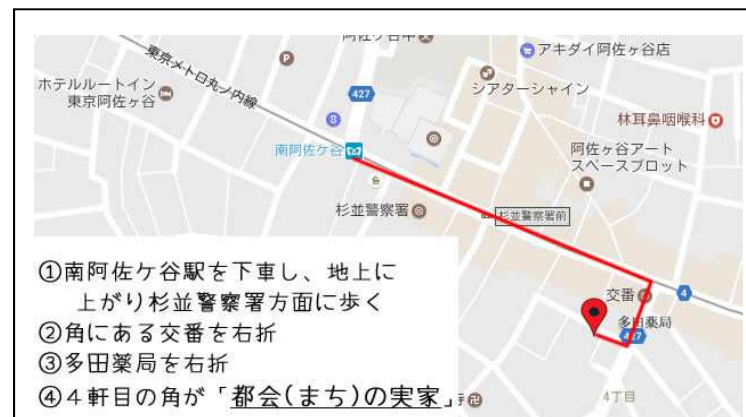 アキダイ阿佐ヶ谷店
東京メトロ丸ノ内線
シアターシャイン
ホテルルートイン
東京阿佐ヶ谷
427
林耳鼻咽喉科
南阿佐ケ谷
阿佐ヶ谷アート
スペースブロット
杉並警察署
杉並警察署前
①南阿佐ケ谷駅を下車し、地上に
上がり杉並警察署方面に歩く
交番
4
②角にある交番を右折
多田薬局
③多田薬局を右折
④4軒目の角が「都会(まち)の実家」
4丁目